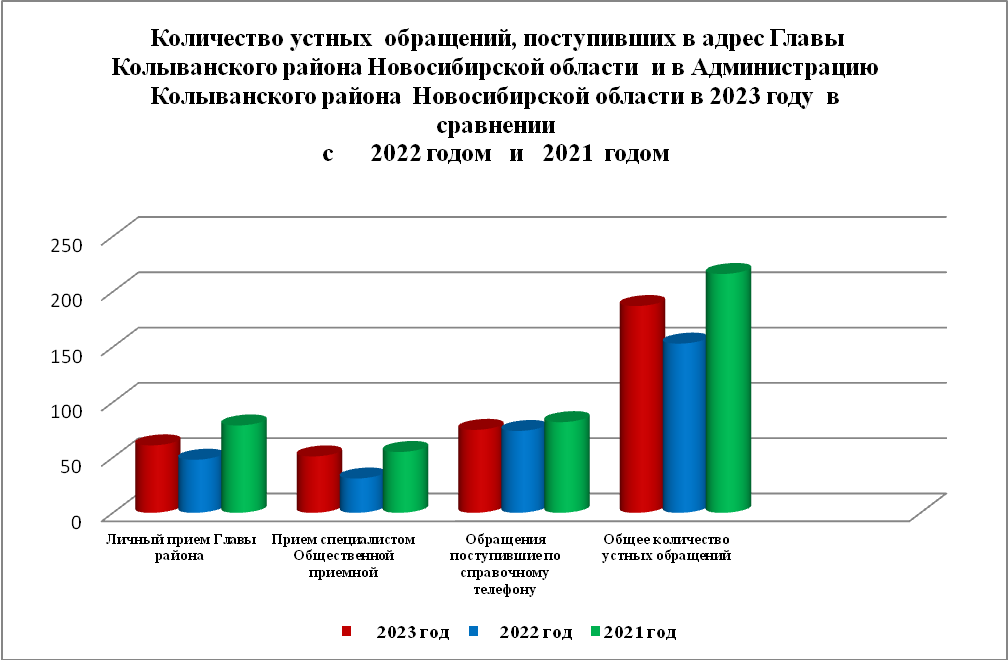 Количество устных обращений, поступивших в адрес Главы
Колыванского района Новосибирской области и в Администрацию
Колыванского района Новосибирской области в 2023 году в
сравнении
с 2022 годом и 2021 годом
250
200
150
100
50
0
Личный прием Главы
района
Прием специалистом
Общественной
приемной
Обращения
поступившие по
справочному
телефону
Общее количество
устных обращений
2023 год 2022 год 2021 год